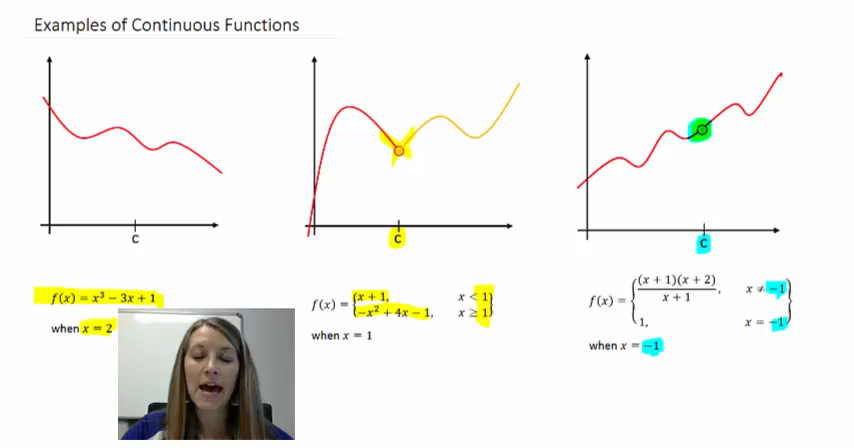 Examples of Continuous Functions
C
C
C
f(x) = x³ − 3x + 1
when x = 2
f(x) = {x + 1, x < 1
−x² + 4x − 1, x ≥ 1}
when x = 1
f(x) = {(x + 1)(x + 2)
x + 1, x ≠ −1
1, x = −1}
when x = −1